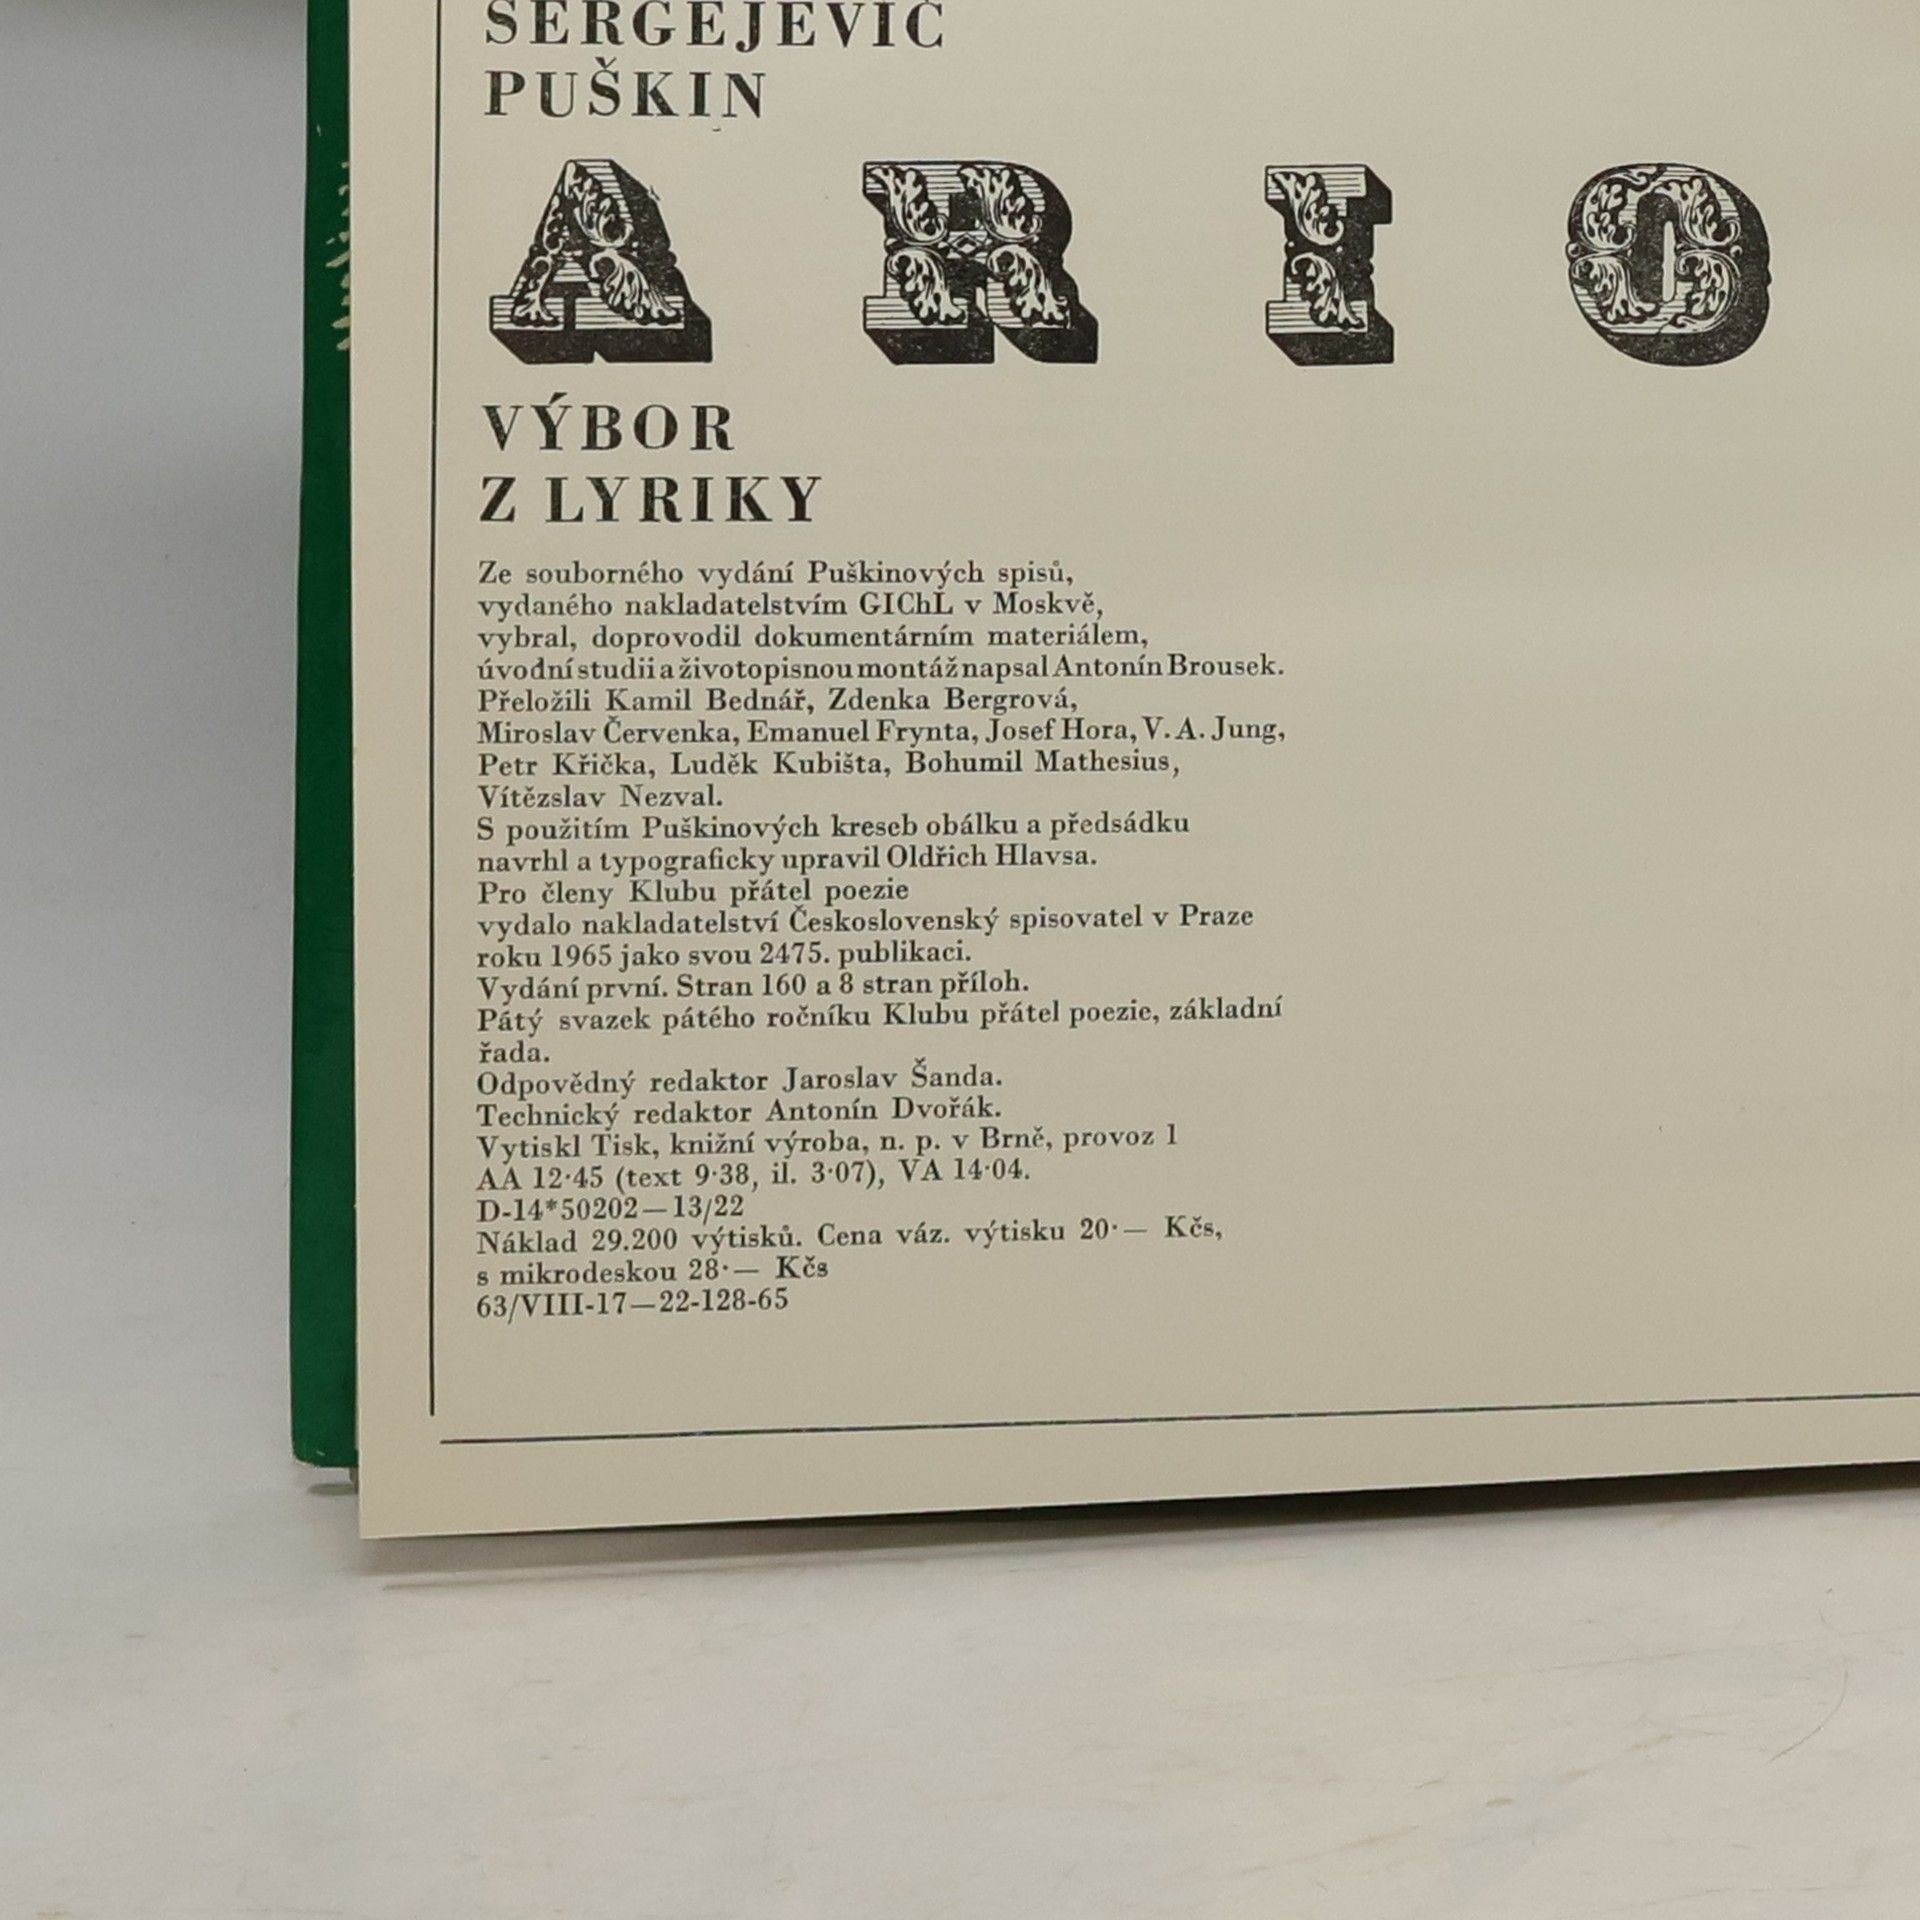 SERGEJEVIČ
PUŠKIN
ARIO
VÝBOR
Z LYRIKY
Ze souborného vydání Puškinových spisů,
vydaného nakladatelstvím GIChL v Moskvě,
vybral, doprovodil dokumentárním materiálem,
úvodní studii a životopisnou montáž napsal Antonín Brousek.
Přeložili Kamil Bednář, Zdenka Bergrová,
Miroslav Červenka, Emanuel Frynta, Josef Hora, V. A. Jung,
Petr Křička, Luděk Kubišta, Bohumil Mathesius,
Vítězslav Nezval.
S použitím Puškinových kreseb obálku a předsádku
navrhl a typograficky upravil Oldřich Hlavsa.
Pro členy Klubu přátel poezie
vydalo nakladatelství Československý spisovatel v Praze
roku 1965 jako svou 2475. publikaci.
Vydání první. Stran 160 a 8 stran příloh.
Pátý svazek pátého ročníku Klubu přátel poezie, základní
řada.
Odpovědný redaktor Jaroslav Šanda.
Technický redaktor Antonín Dvořák.
Vytiskl Tisk, knižní výroba, n. p. v Brně, provoz 1
AA 12·45 (text 9·38, il. 3·07), VA 14·04.
D-14*50202—13/22
Náklad 29.200 výtisků. Cena váz. výtisku 20·— Kčs,
s mikrodeskou 28·— Kčs
63/VIII-17—22-128-65